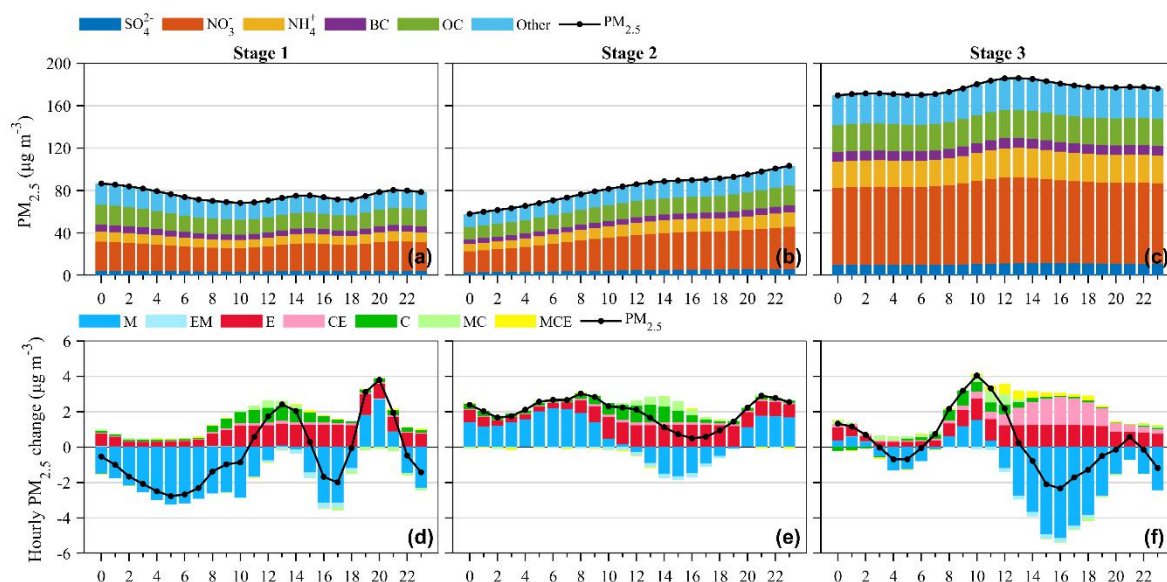 SO₄²⁻ NO₃⁻ NH₄⁺ BC OC Other PM₂.₅
Stage 1 Stage 2 Stage 3
PM₂.₅ (μg m⁻³)
200
160
120
80
40
0
(a) (b) (c)
0 2 4 6 8 10 12 14 16 18 20 22 0 2 4 6 8 10 12 14 16 18 20 22 0 2 4 6 8 10 12 14 16 18 20 22
M EM E CE C MC MCE PM₂.₅
Hourly PM₂.₅ change (μg m⁻³)
6
4
2
0
-2
-4
-6
(d) (e) (f)
0 2 4 6 8 10 12 14 16 18 20 22 0 2 4 6 8 10 12 14 16 18 20 22 0 2 4 6 8 10 12 14 16 18 20 22